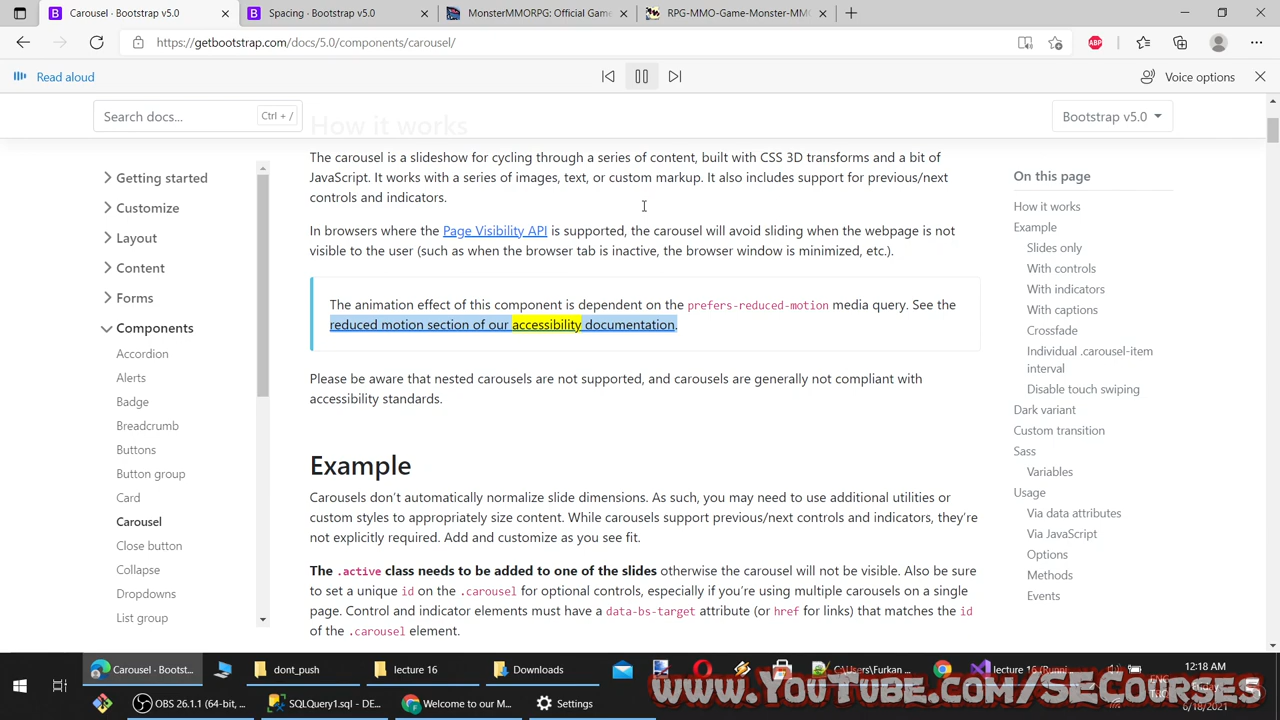 Carousel · Bootstrap v5.0
Spacing · Bootstrap v5.0
MonsterMMORPG: Official Game
RPG-MMO-Game-Monster-MM
https://getbootstrap.com/docs/5.0/components/carousel/
ABP
Read aloud
Voice options
Search docs...
Ctrl + /
How it works
Bootstrap v5.0
The carousel is a slideshow for cycling through a series of content, built with CSS 3D transforms and a bit of
JavaScript. It works with a series of images, text, or custom markup. It also includes support for previous/next
controls and indicators.
In browsers where the Page Visibility API is supported, the carousel will avoid sliding when the webpage is not
visible to the user (such as when the browser tab is inactive, the browser window is minimized, etc.).
The animation effect of this component is dependent on the prefers-reduced-motion media query. See the
reduced motion section of our accessibility documentation.
Please be aware that nested carousels are not supported, and carousels are generally not compliant with
accessibility standards.
Example
Carousels don't automatically normalize slide dimensions. As such, you may need to use additional utilities or
custom styles to appropriately size content. While carousels support previous/next controls and indicators, they're
not explicitly required. Add and customize as you see fit.
The .active class needs to be added to one of the slides otherwise the carousel will not be visible. Also be sure
to set a unique id on the .carousel for optional controls, especially if you're using multiple carousels on a single
page. Control and indicator elements must have a data-bs-target attribute (or href for links) that matches the id
of the .carousel element.
Getting started
Customize
Layout
Content
Forms
Components
Accordion
Alerts
Badge
Breadcrumb
Buttons
Button group
Card
Carousel
Close button
Collapse
Dropdowns
List group
On this page
How it works
Example
Slides only
With controls
With indicators
With captions
Crossfade
Individual .carousel-item
interval
Disable touch swiping
Dark variant
Custom transition
Sass
Variables
Usage
Via data attributes
Via JavaScript
Options
Methods
Events
Carousel · Bootst...
dont_push
lecture 16
Downloads
C:\Users\Furkan ...
lecture 16 (Runni...
12:18 AM
ENG
Friday
6/18/2021
OBS 26.1.1 (64-bit, ...
SQLQuery1.sql - DE...
Welcome to our M...
Settings
www.YouTube.com/SECourses